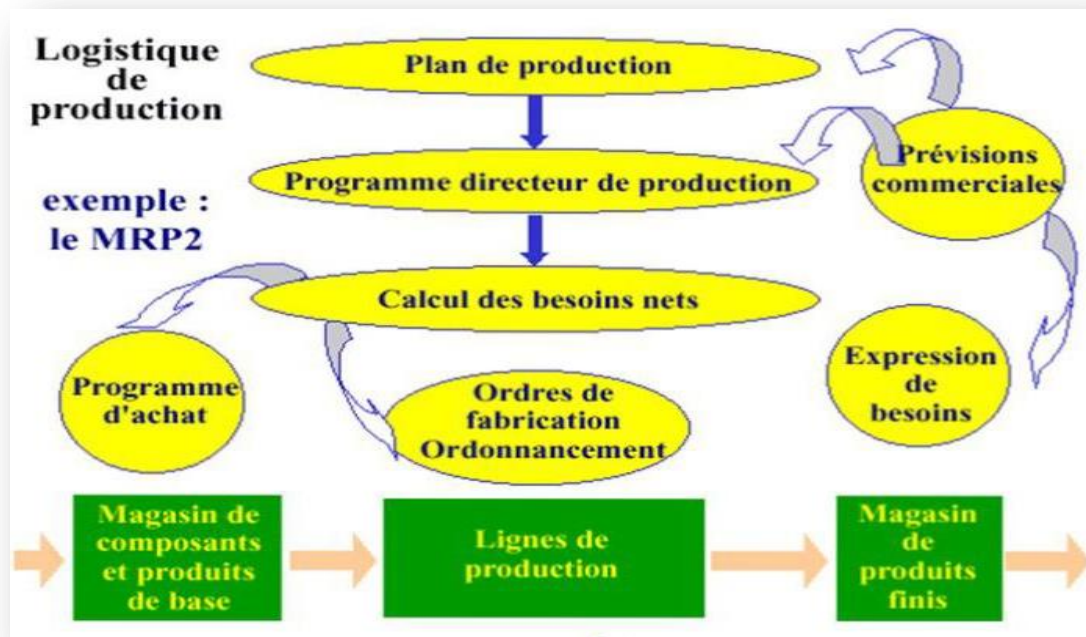 Logistique
de
production
exemple :
le MRP2
Plan de production
Programme directeur de production
Prévisions
commerciales
Calcul des besoins nets
Programme
d'achat
Ordres de
fabrication
Ordonnancement
Expression
de
besoins
Magasin de
composants
et produits
de base
Lignes de
production
Magasin
de
produits
finis